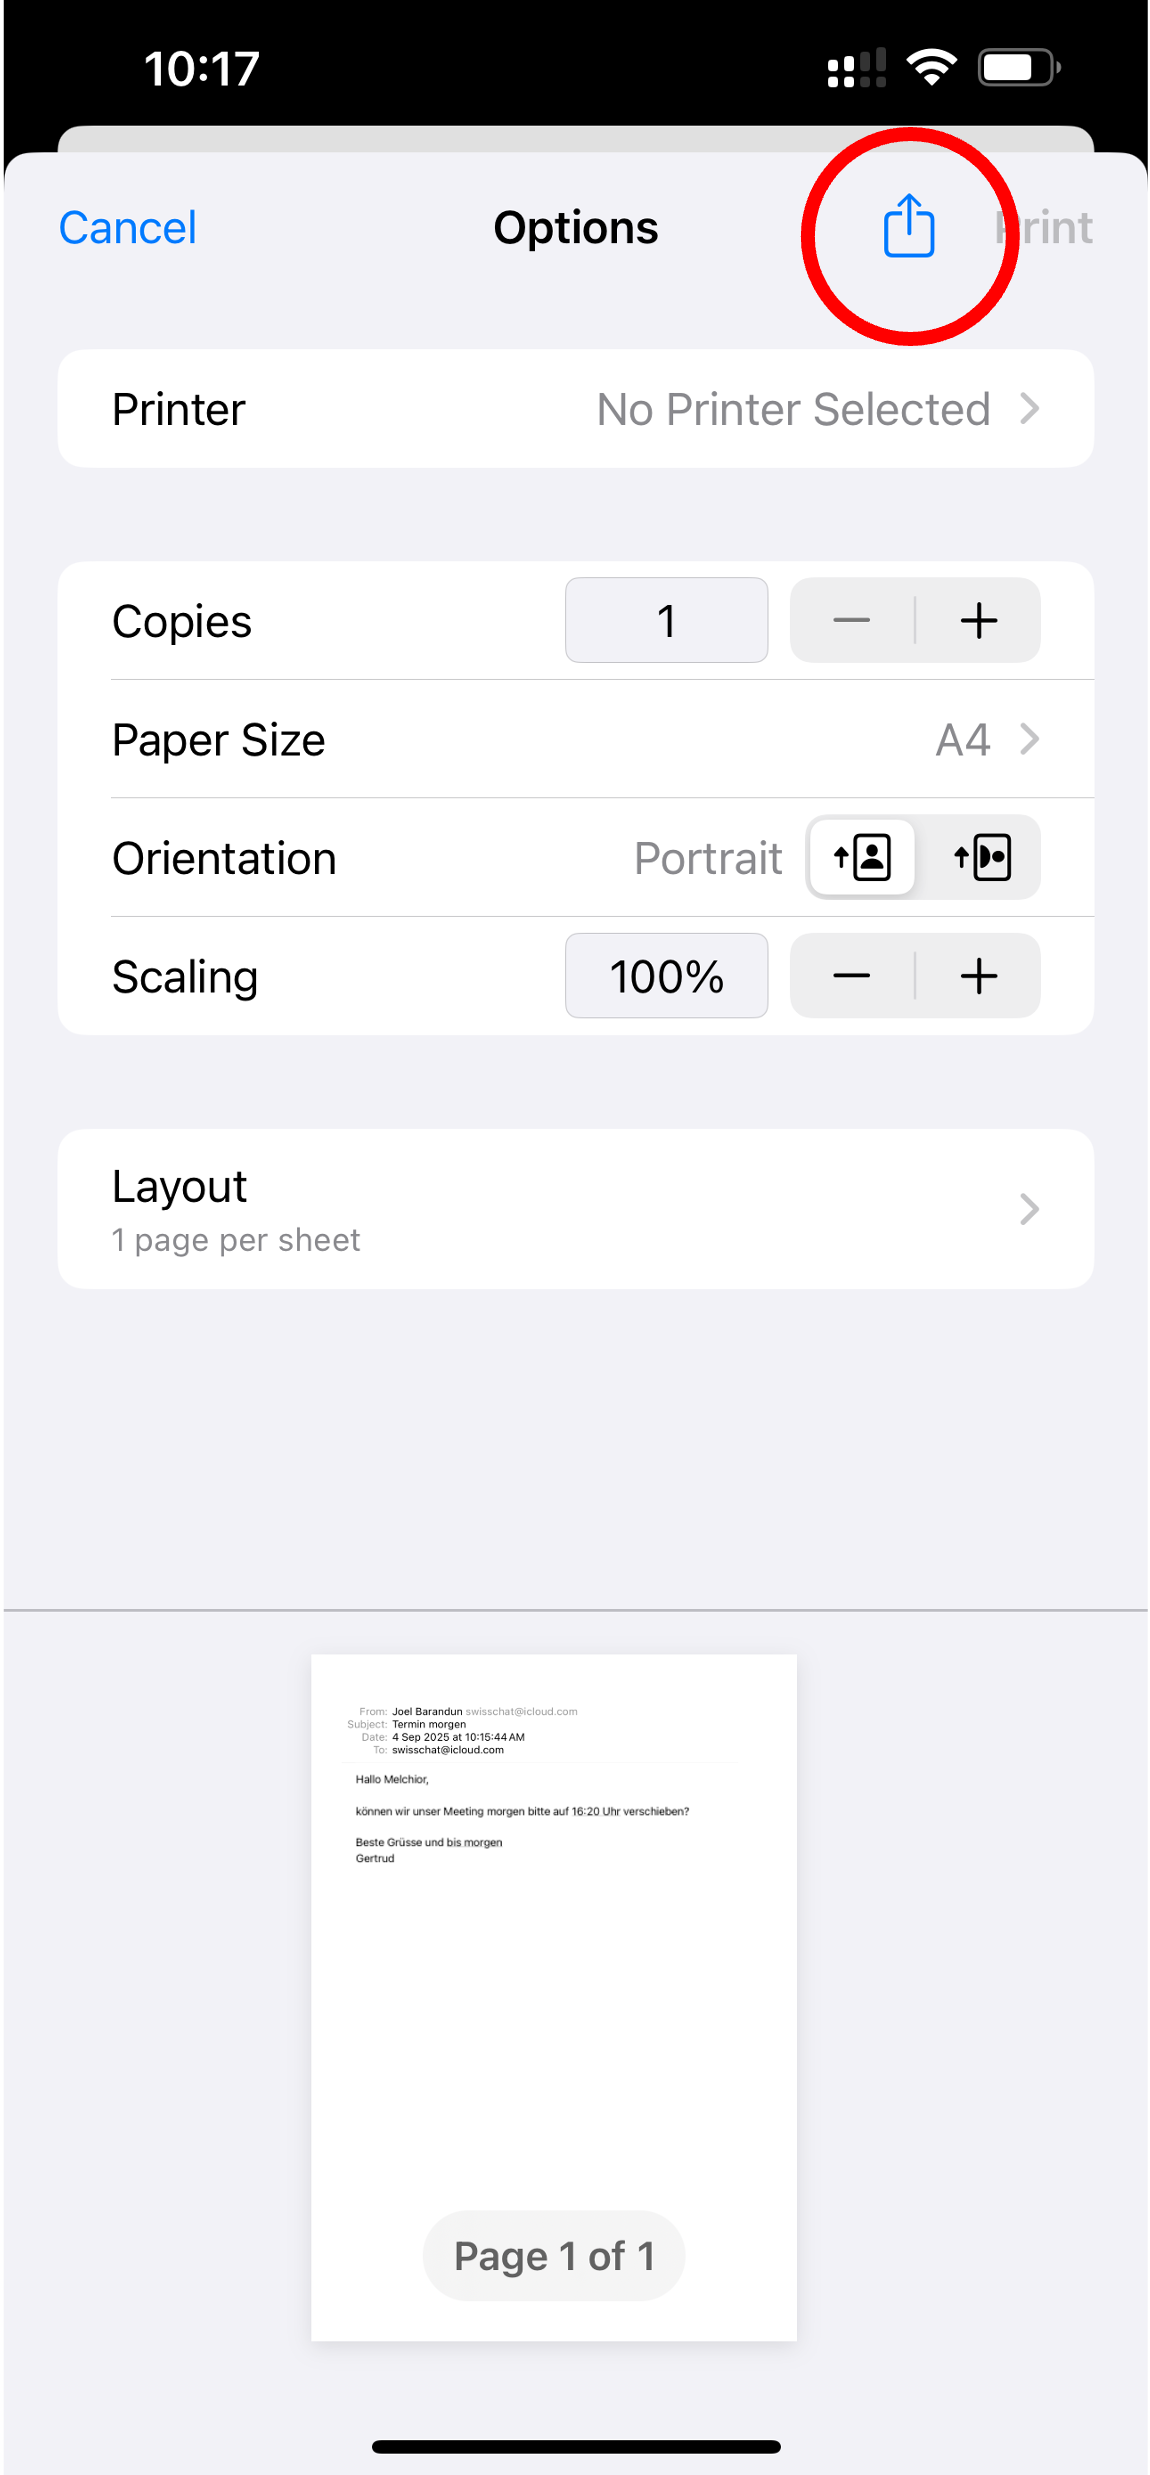 10:17
Cancel Options Print
Printer No Printer Selected
Copies 1
Paper Size A4
Orientation Portrait
Scaling 100%
Layout
1 page per sheet
From: Joel Barandun swisschat@icloud.com
Subject: Termin morgen
Date: 4 Sep 2025 at 10:15:44 AM
To: swisschat@icloud.com
Hallo Melchior,
können wir unser Meeting morgen bitte auf 16:20 Uhr verschieben?
Beste Grüsse und bis morgen
Gertrud
Page 1 of 1